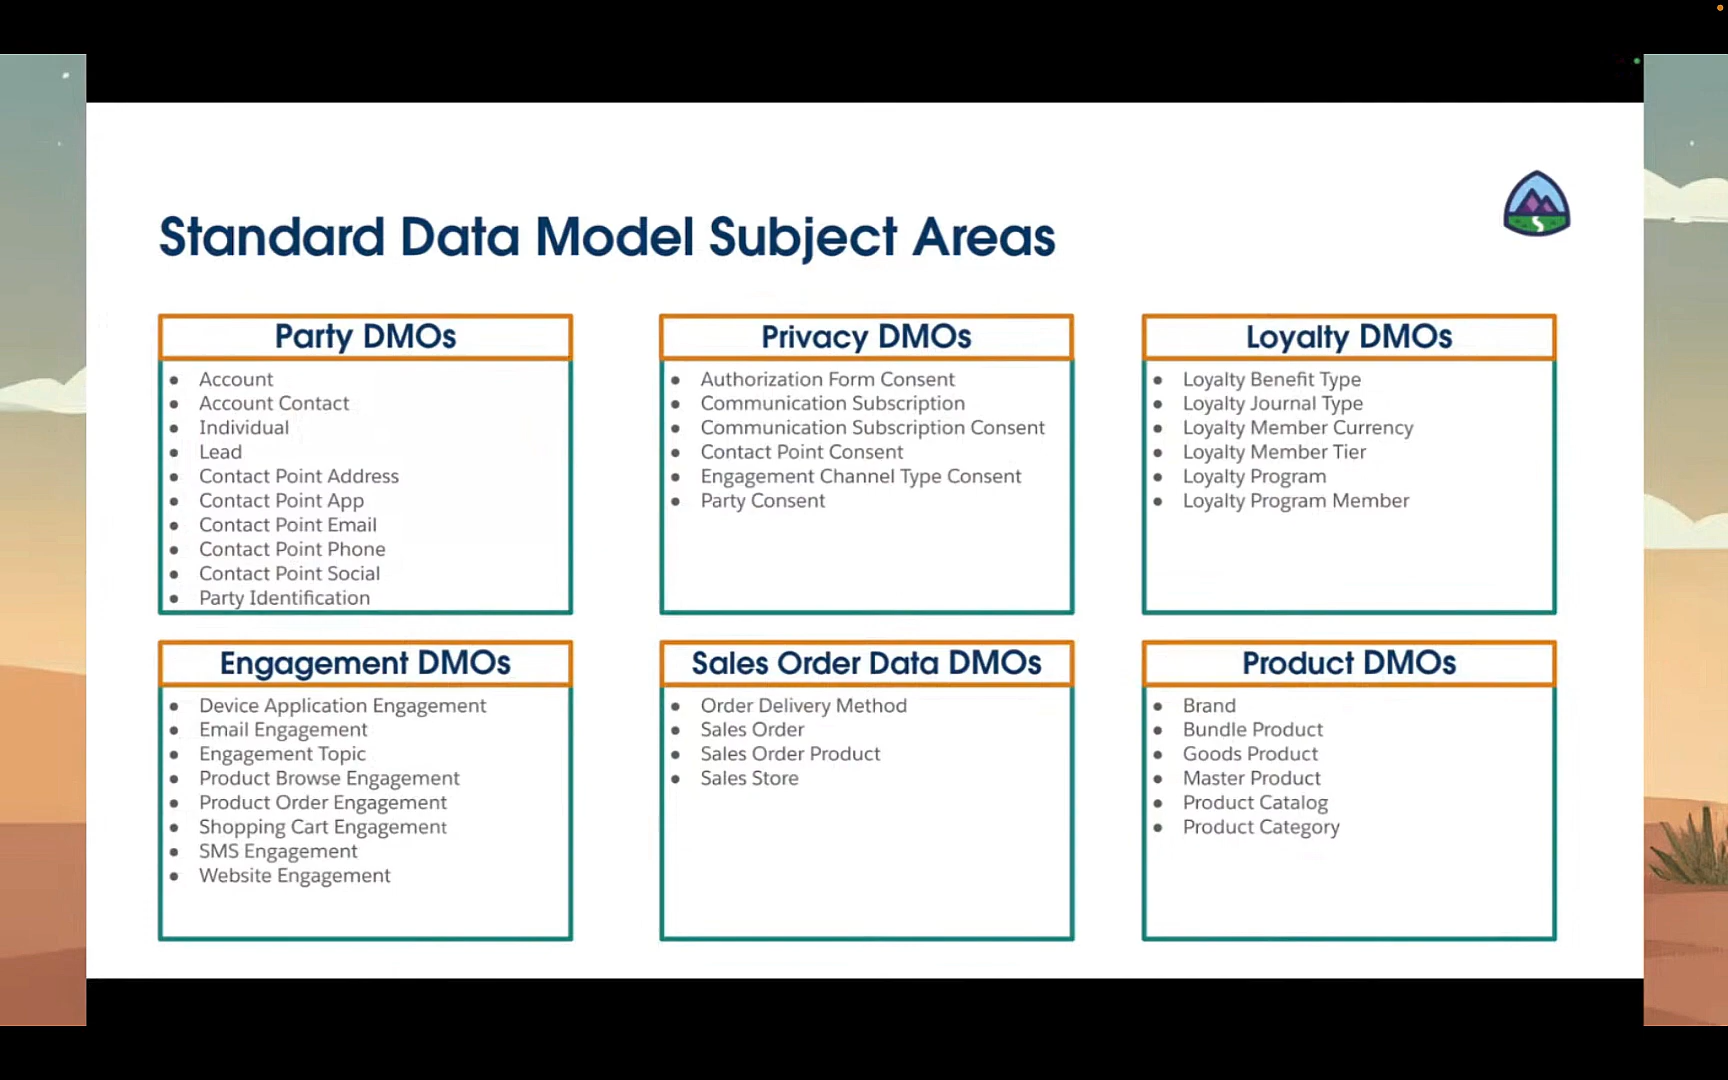 Standard Data Model Subject Areas
Party DMOs
Account
Account Contact
Individual
Lead
Contact Point Address
Contact Point App
Contact Point Email
Contact Point Phone
Contact Point Social
Party Identification
Privacy DMOs
Authorization Form Consent
Communication Subscription
Communication Subscription Consent
Contact Point Consent
Engagement Channel Type Consent
Party Consent
Loyalty DMOs
Loyalty Benefit Type
Loyalty Journal Type
Loyalty Member Currency
Loyalty Member Tier
Loyalty Program
Loyalty Program Member
Engagement DMOs
Device Application Engagement
Email Engagement
Engagement Topic
Product Browse Engagement
Product Order Engagement
Shopping Cart Engagement
SMS Engagement
Website Engagement
Sales Order Data DMOs
Order Delivery Method
Sales Order
Sales Order Product
Sales Store
Product DMOs
Brand
Bundle Product
Goods Product
Master Product
Product Catalog
Product Category